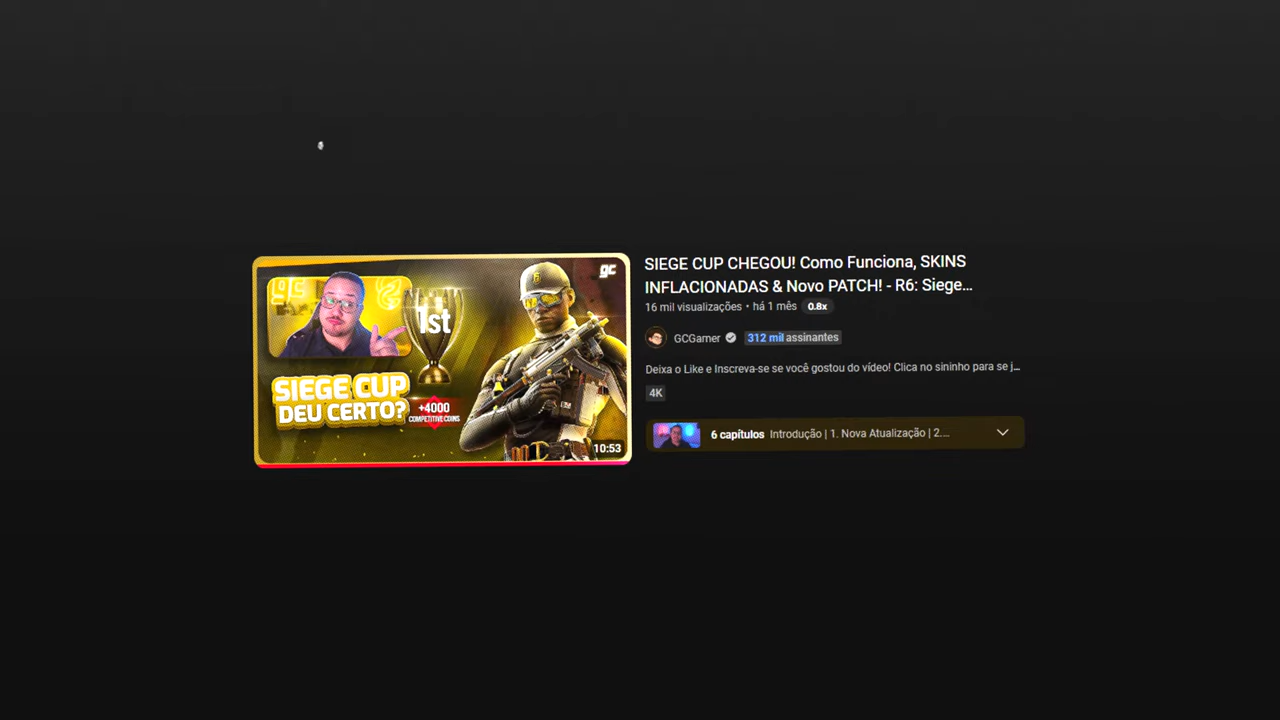 gc
gc
1st
SIEGE CUP
DEU CERTO?
+4000
COMPETITIVE COINS
10:53
SIEGE CUP CHEGOU! Como Funciona, SKINS
INFLACIONADAS & Novo PATCH! - R6: Siege...
16 mil visualizações • há 1 mês 0.8x
GCGamer 312 mil assinantes
Deixa o Like e Inscreva-se se você gostou do vídeo! Clica no sininho para se j...
4K
6 capítulos Introdução | 1. Nova Atualização | 2....